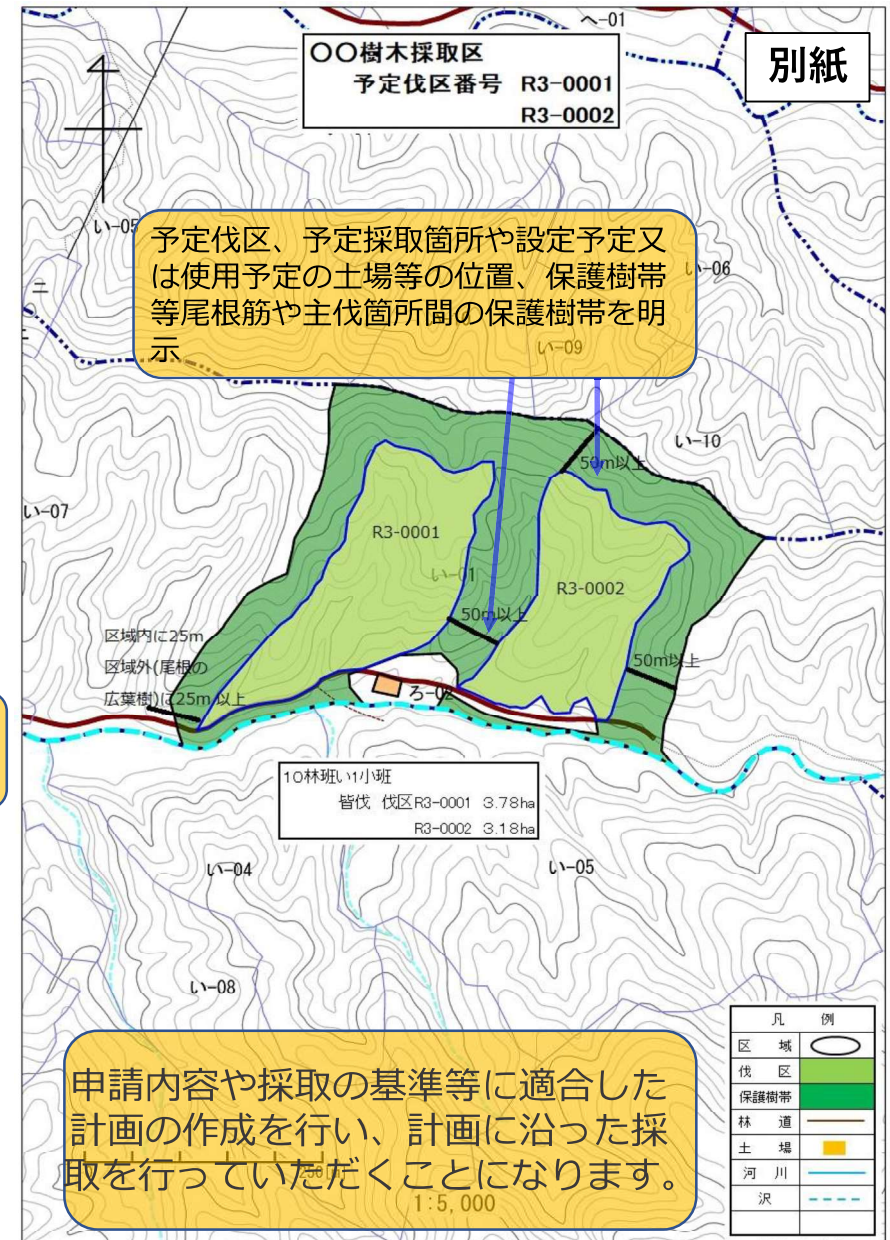 へ-01
〇〇樹木採取区
予定伐区番号 R3-0001
R3-0002
別紙
い-05
予定伐区、予定採取箇所や設定予定又
は使用予定の土場等の位置、保護樹帯
等尾根筋や主伐箇所間の保護樹帯を明
示
い-06
ニ
い-09
い-10
50m以上
い-07
R3-0001
い-01
R3-0002
50m以上
区域内に25m
区域外(尾根の
広葉樹)に25m 以上
50m以上
ろ-02
10林班い1小班
皆伐 伐区R3-0001 3.78ha
R3-0002 3.18ha
い-04
い-05
い-08
申請内容や採取の基準等に適合した
計画の作成を行い、計画に沿った採
取を行っていただくことになります。
250
1:5,000
凡 例
区 域
伐 区
保護樹帯
林 道
土 場
河 川
沢